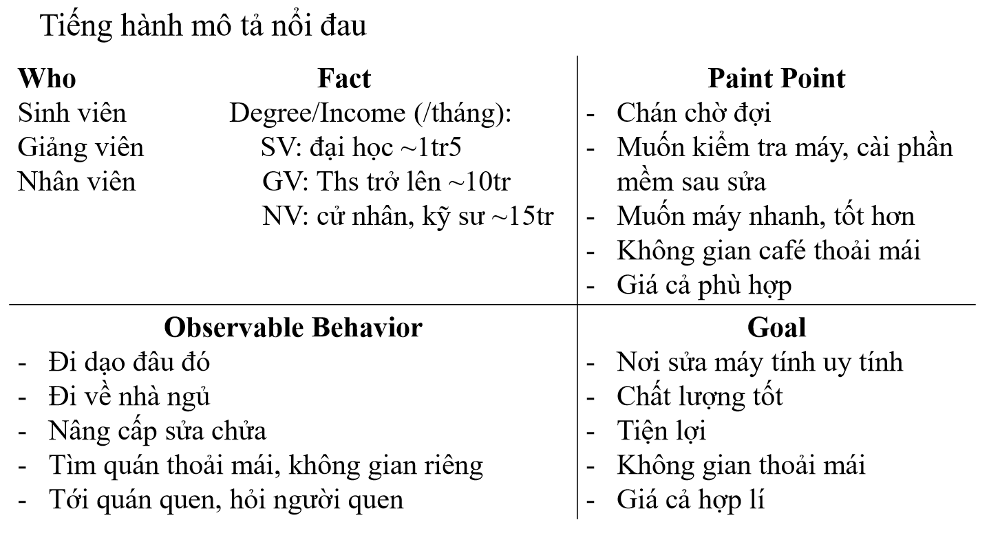 Tiếng hành mô tả nổi đau
Who
Sinh viên
Giảng viên
Nhân viên
Fact
Degree/Income (/tháng):
SV: đại học ~1tr5
GV: Ths trở lên ~10tr
NV: cử nhân, kỹ sư ~15tr
Paint Point
- Chán chờ đợi
- Muốn kiểm tra máy, cài phần
mềm sau sửa
- Muốn máy nhanh, tốt hơn
- Không gian café thoải mái
- Giá cả phù hợp
Observable Behavior
- Đi dạo đâu đó
- Đi về nhà ngủ
- Nâng cấp sửa chửa
- Tìm quán thoải mái, không gian riêng
- Tới quán quen, hỏi người quen
Goal
- Nơi sửa máy tính uy tính
- Chất lượng tốt
- Tiện lợi
- Không gian thoải mái
- Giá cả hợp lí